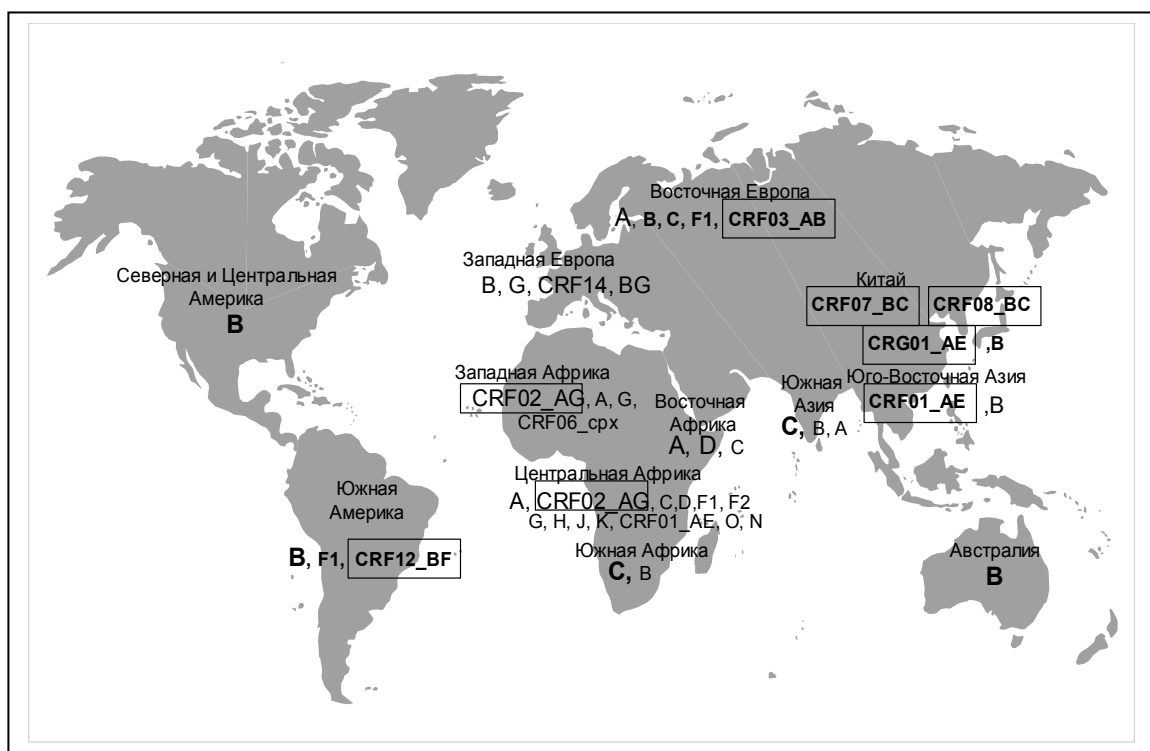 Восточная Европа
A, B, C, F1, CRF03_AB
Западная Европа
B, G, CRF14, BG
Северная и Центральная
Америка
B
Китай
CRF07_BC CRF08_BC
CRG01_AE ,B
Юго-Восточная Азия
CRF01_AE ,B
Южная
Азия
C, B, A
Западная Африка
CRF02_AG, A, G,
CRF06_cpx
Восточная
Африка
A, D, C
Центральная Африка
A, CRF02_AG, C,D,F1, F2
G, H, J, K, CRF01_AE, O, N
Южная
Америка
B, F1, CRF12_BF
Южная Африка
C, B
Австралия
B